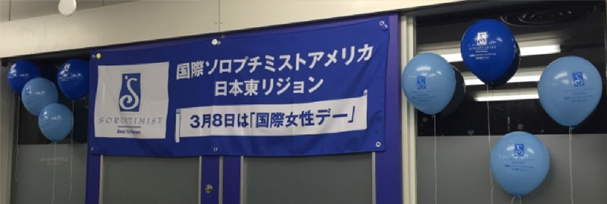 国際ソロプチミストアメリカ
日本東リジョン
3月8日は「国際女性デー」
SOROPTIMIST